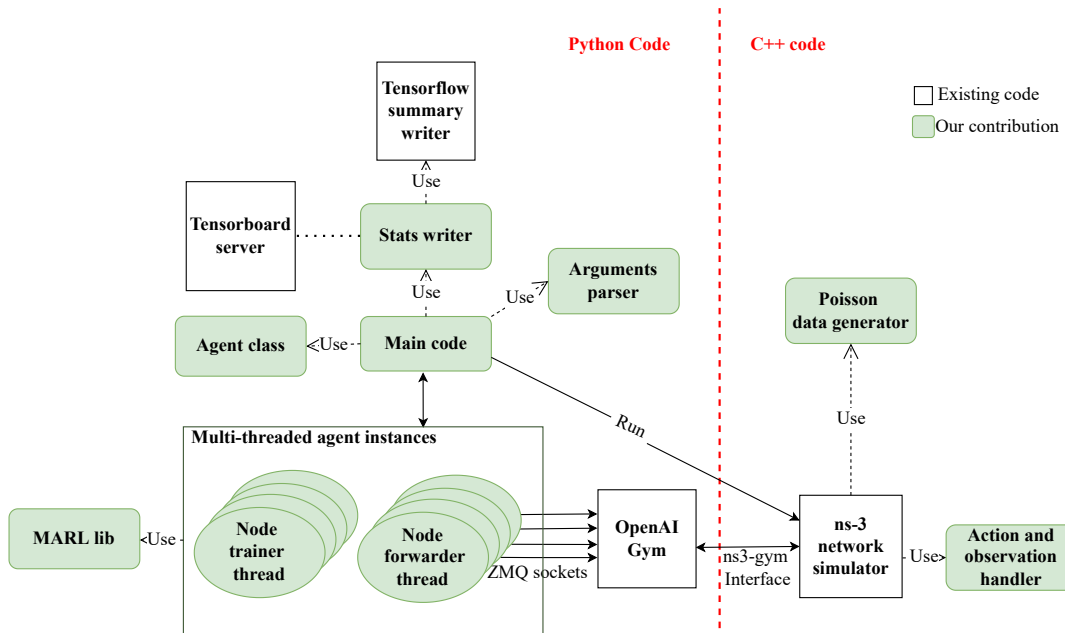 Python Code
C++ code
Tensorflow
summary
writer
Existing code
Our contribution
Use
Tensorboard
server
Stats writer
Arguments
parser
Use
Use
Poisson
data generator
Agent class
Use
Main code
Use
Run
Multi-threaded agent instances
MARL lib
Use
Node
trainer
thread
Node
forwarder
thread
ZMQ sockets
OpenAI
Gym
ns3-gym
Interface
ns-3
network
simulator
Use
Action and
observation
handler